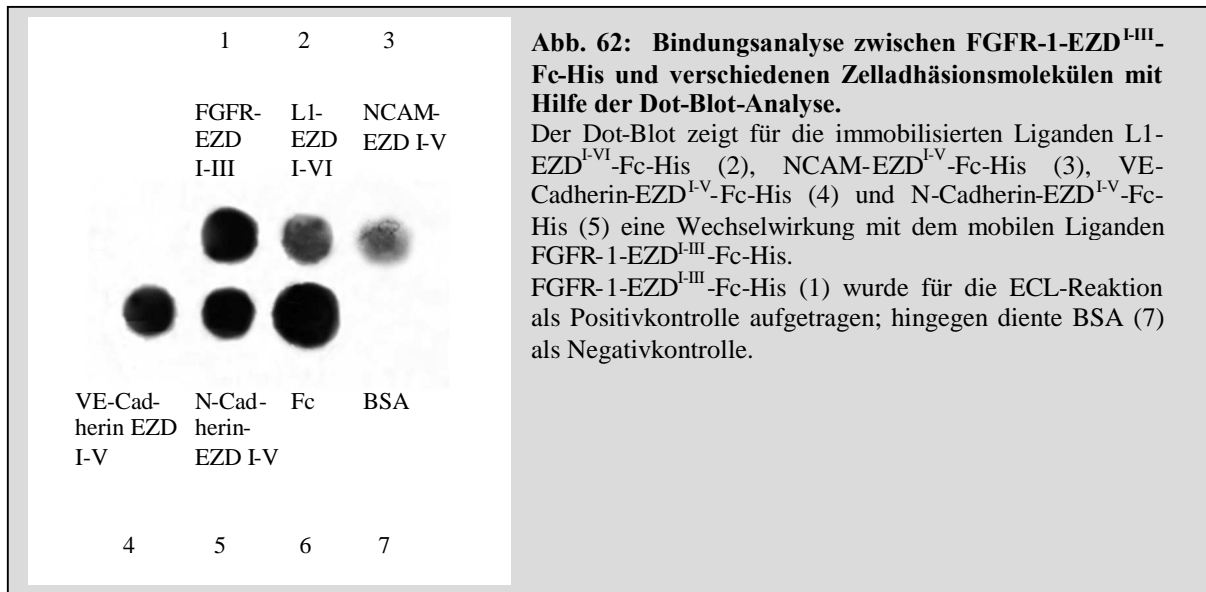 1 2 3
FGFR-EZD I-III
L1-EZD I-VI
NCAM-EZD I-V
VE-Cad-herin EZD I-V
N-Cad-herin-EZD I-V
Fc
BSA
4 5 6 7
Abb. 62: Bindungsanalyse zwischen FGFR-1-EZD^I-III-
Fc-His und verschiedenen Zelladhäsionsmolekülen mit
Hilfe der Dot-Blot-Analyse.
Der Dot-Blot zeigt für die immobilisierten Liganden L1-
EZD^I-VI-Fc-His (2), NCAM-EZD^I-V-Fc-His (3), VE-
Cadherin-EZD^I-V-Fc-His (4) und N-Cadherin-EZD^I-V-Fc-
His (5) eine Wechselwirkung mit dem mobilen Liganden
FGFR-1-EZD^I-III-Fc-His.
FGFR-1-EZD^I-III-Fc-His (1) wurde für die ECL-Reaktion
als Positivkontrolle aufgetragen; hingegen diente BSA (7)
als Negativkontrolle.